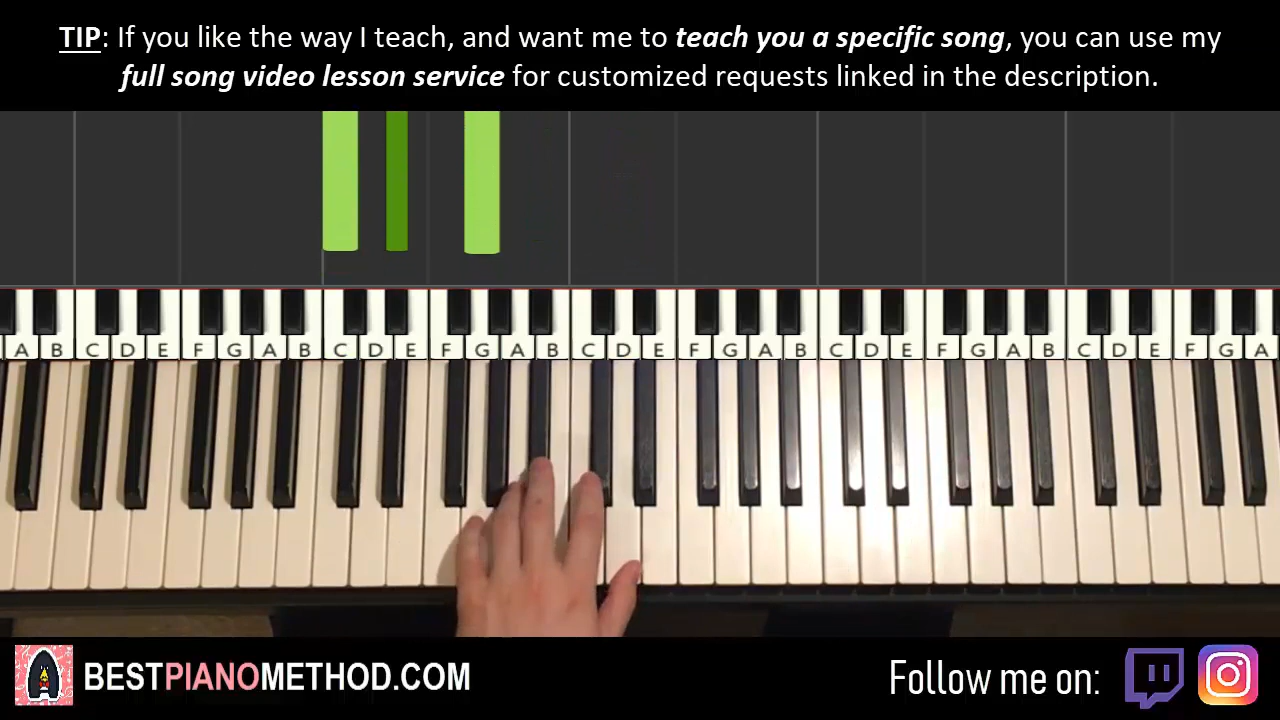 TIP: If you like the way I teach, and want me to teach you a specific song, you can use my
full song video lesson service for customized requests linked in the description.
A B C D E F G A B C D E F G A B C D E F G A B C D E F G A B C D E F G A
BESTPIANOMETHOD.COM
Follow me on: